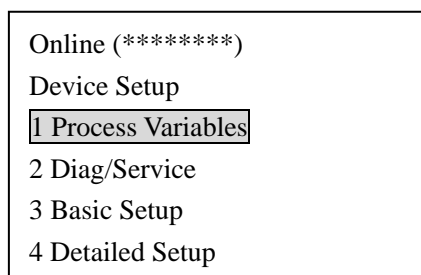 Online (********)
Device Setup
1 Process Variables
2 Diag/Service
3 Basic Setup
4 Detailed Setup